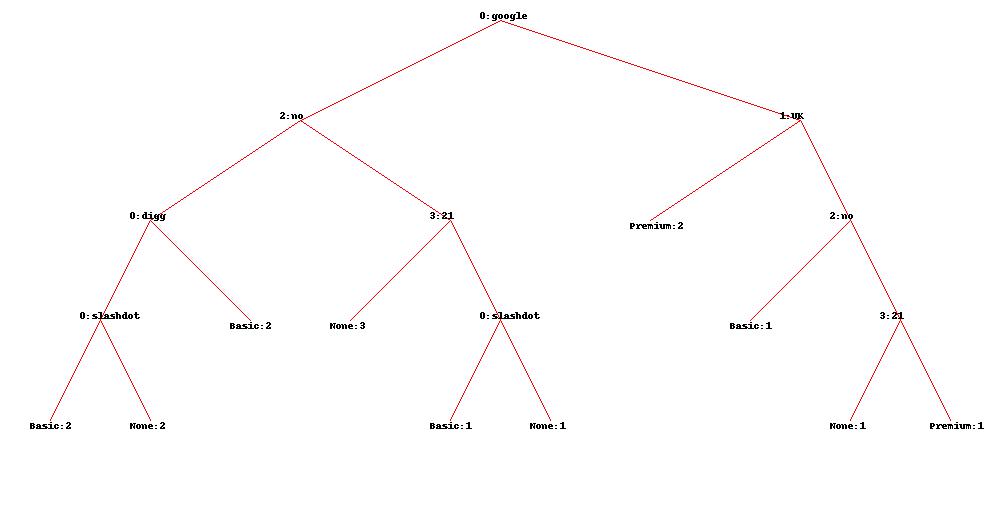 0:google
2:no
1:UK
0:digg
3:21
Premium:2
2:no
0:slashdot
Basic:2
None:3
0:slashdot
Basic:1
3:21
Basic:2
None:2
Basic:1
None:1
None:1
Premium:1